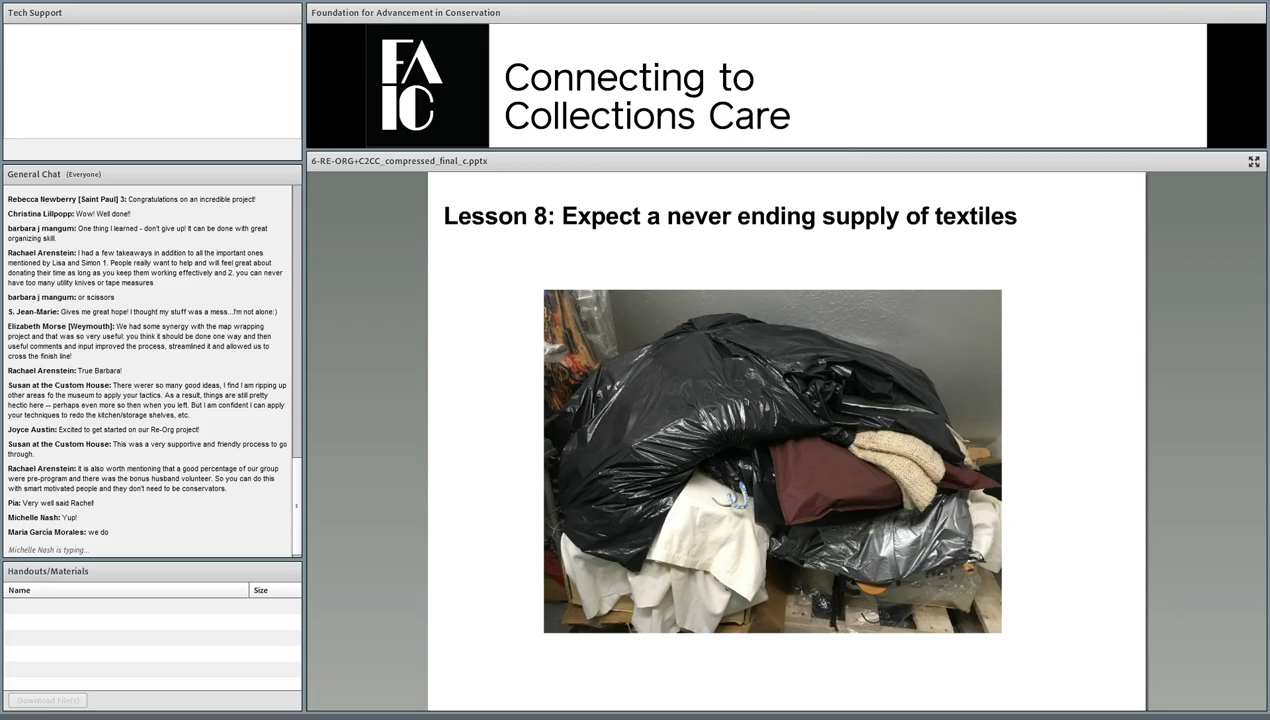 Tech Support
General Chat (Everyone)
Rebecca Newberry [Saint Paul] 3: Congratulations on an incredible project!
Christina Lillpopp: Wow! Well done!!
barbara j mangum: One thing I learned - don't give up! It can be done with great
organizing skill.
Rachael Arenstein: I had a few takeaways in addition to all the important ones
mentioned by Lisa and Simon 1. People really want to help and will feel great about
donating their time as long as you keep them working effectively and 2. you can never
have too many utility knives or tape measures
barbara j mangum: or scissors
S. Jean-Marie: Gives me great hope! I thought my stuff was a mess...I'm not alone:)
Elizabeth Morse [Weymouth]: We had some synergy with the map wrapping
project and that was so very useful: you think it should be done one way and then
useful comments and input improved the process, streamlined it and allowed us to
cross the finish line!
Rachael Arenstein: True Barbara!
Susan at the Custom House: There werer so many good ideas, I find I am ripping up
other areas fo the museum to apply your tactics. As a result, things are still pretty
hectic here -- perhaps even more so then when you left. But I am confident I can apply
your techniques to redo the kitchen/storage shelves, etc.
Joyce Austin: Excited to get started on our Re-Org project!
Susan at the Custom House: This was a very supportive and friendly process to go
through.
Rachael Arenstein: It is also worth mentioning that a good percentage of our group
were pre-program and there was the bonus husband volunteer. So you can do this
with smart motivated people and they don't need to be conservators.
Pia: Very well said Rachel!
Michelle Nash: Yup!
Maria Garcia Morales: we do
Michelle Nash is typing...
Handouts/Materials
Name Size
Download File(s)
Foundation for Advancement in Conservation
FA
IC
Connecting to
Collections Care
6-RE-ORG+C2CC_compressed_final_c.pptx
Lesson 8: Expect a never ending supply of textiles